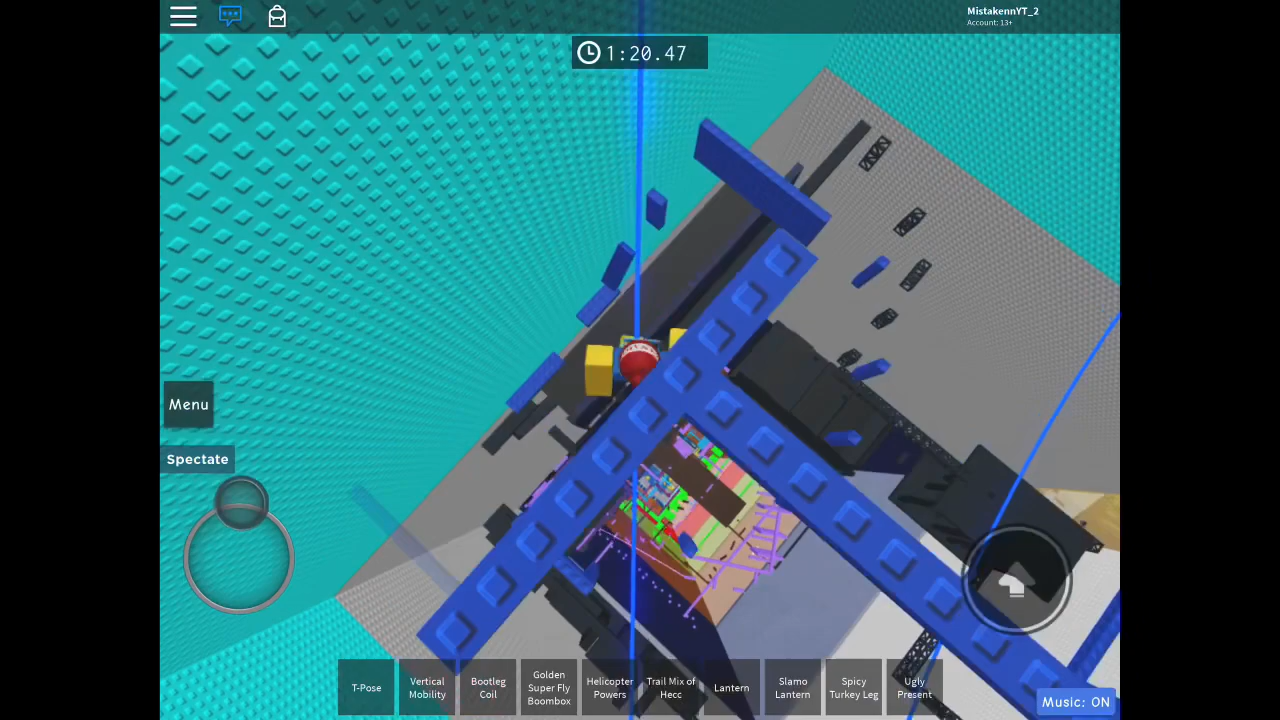 MistakennYT_2
Account: 13+
1:20.47
Menu
Spectate
T-Pose
Vertical
Mobility
Bootleg
Coil
Golden
Super Fly
Boombox
Helicopter
Powers
Trail Mix of
Hecc
Lantern
Slamo
Lantern
Spicy
Turkey Leg
Ugly
Present
Music: ON